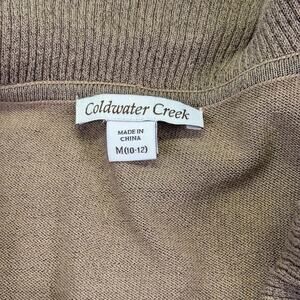 Coldwater Creek
MADE IN
CHINA
M(10-12)